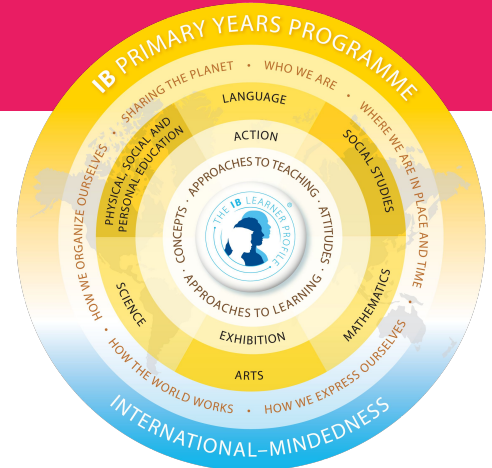 IB PRIMARY YEARS PROGRAMME
SHARING THE PLANET • WHO WE ARE • WHERE WE ARE IN PLACE AND TIME • HOW WE EXPRESS OURSELVES • HOW THE WORLD WORKS • HOW WE ORGANIZE OURSELVES •
LANGUAGE
SOCIAL STUDIES
MATHEMATICS
ARTS
SCIENCE
PHYSICAL, SOCIAL AND
PERSONAL EDUCATION
ACTION
EXHIBITION
APPROACHES TO TEACHING · ATTITUDES · APPROACHES TO LEARNING · CONCEPTS ·
THE IB LEARNER PROFILE
®
INTERNATIONAL–MINDEDNESS